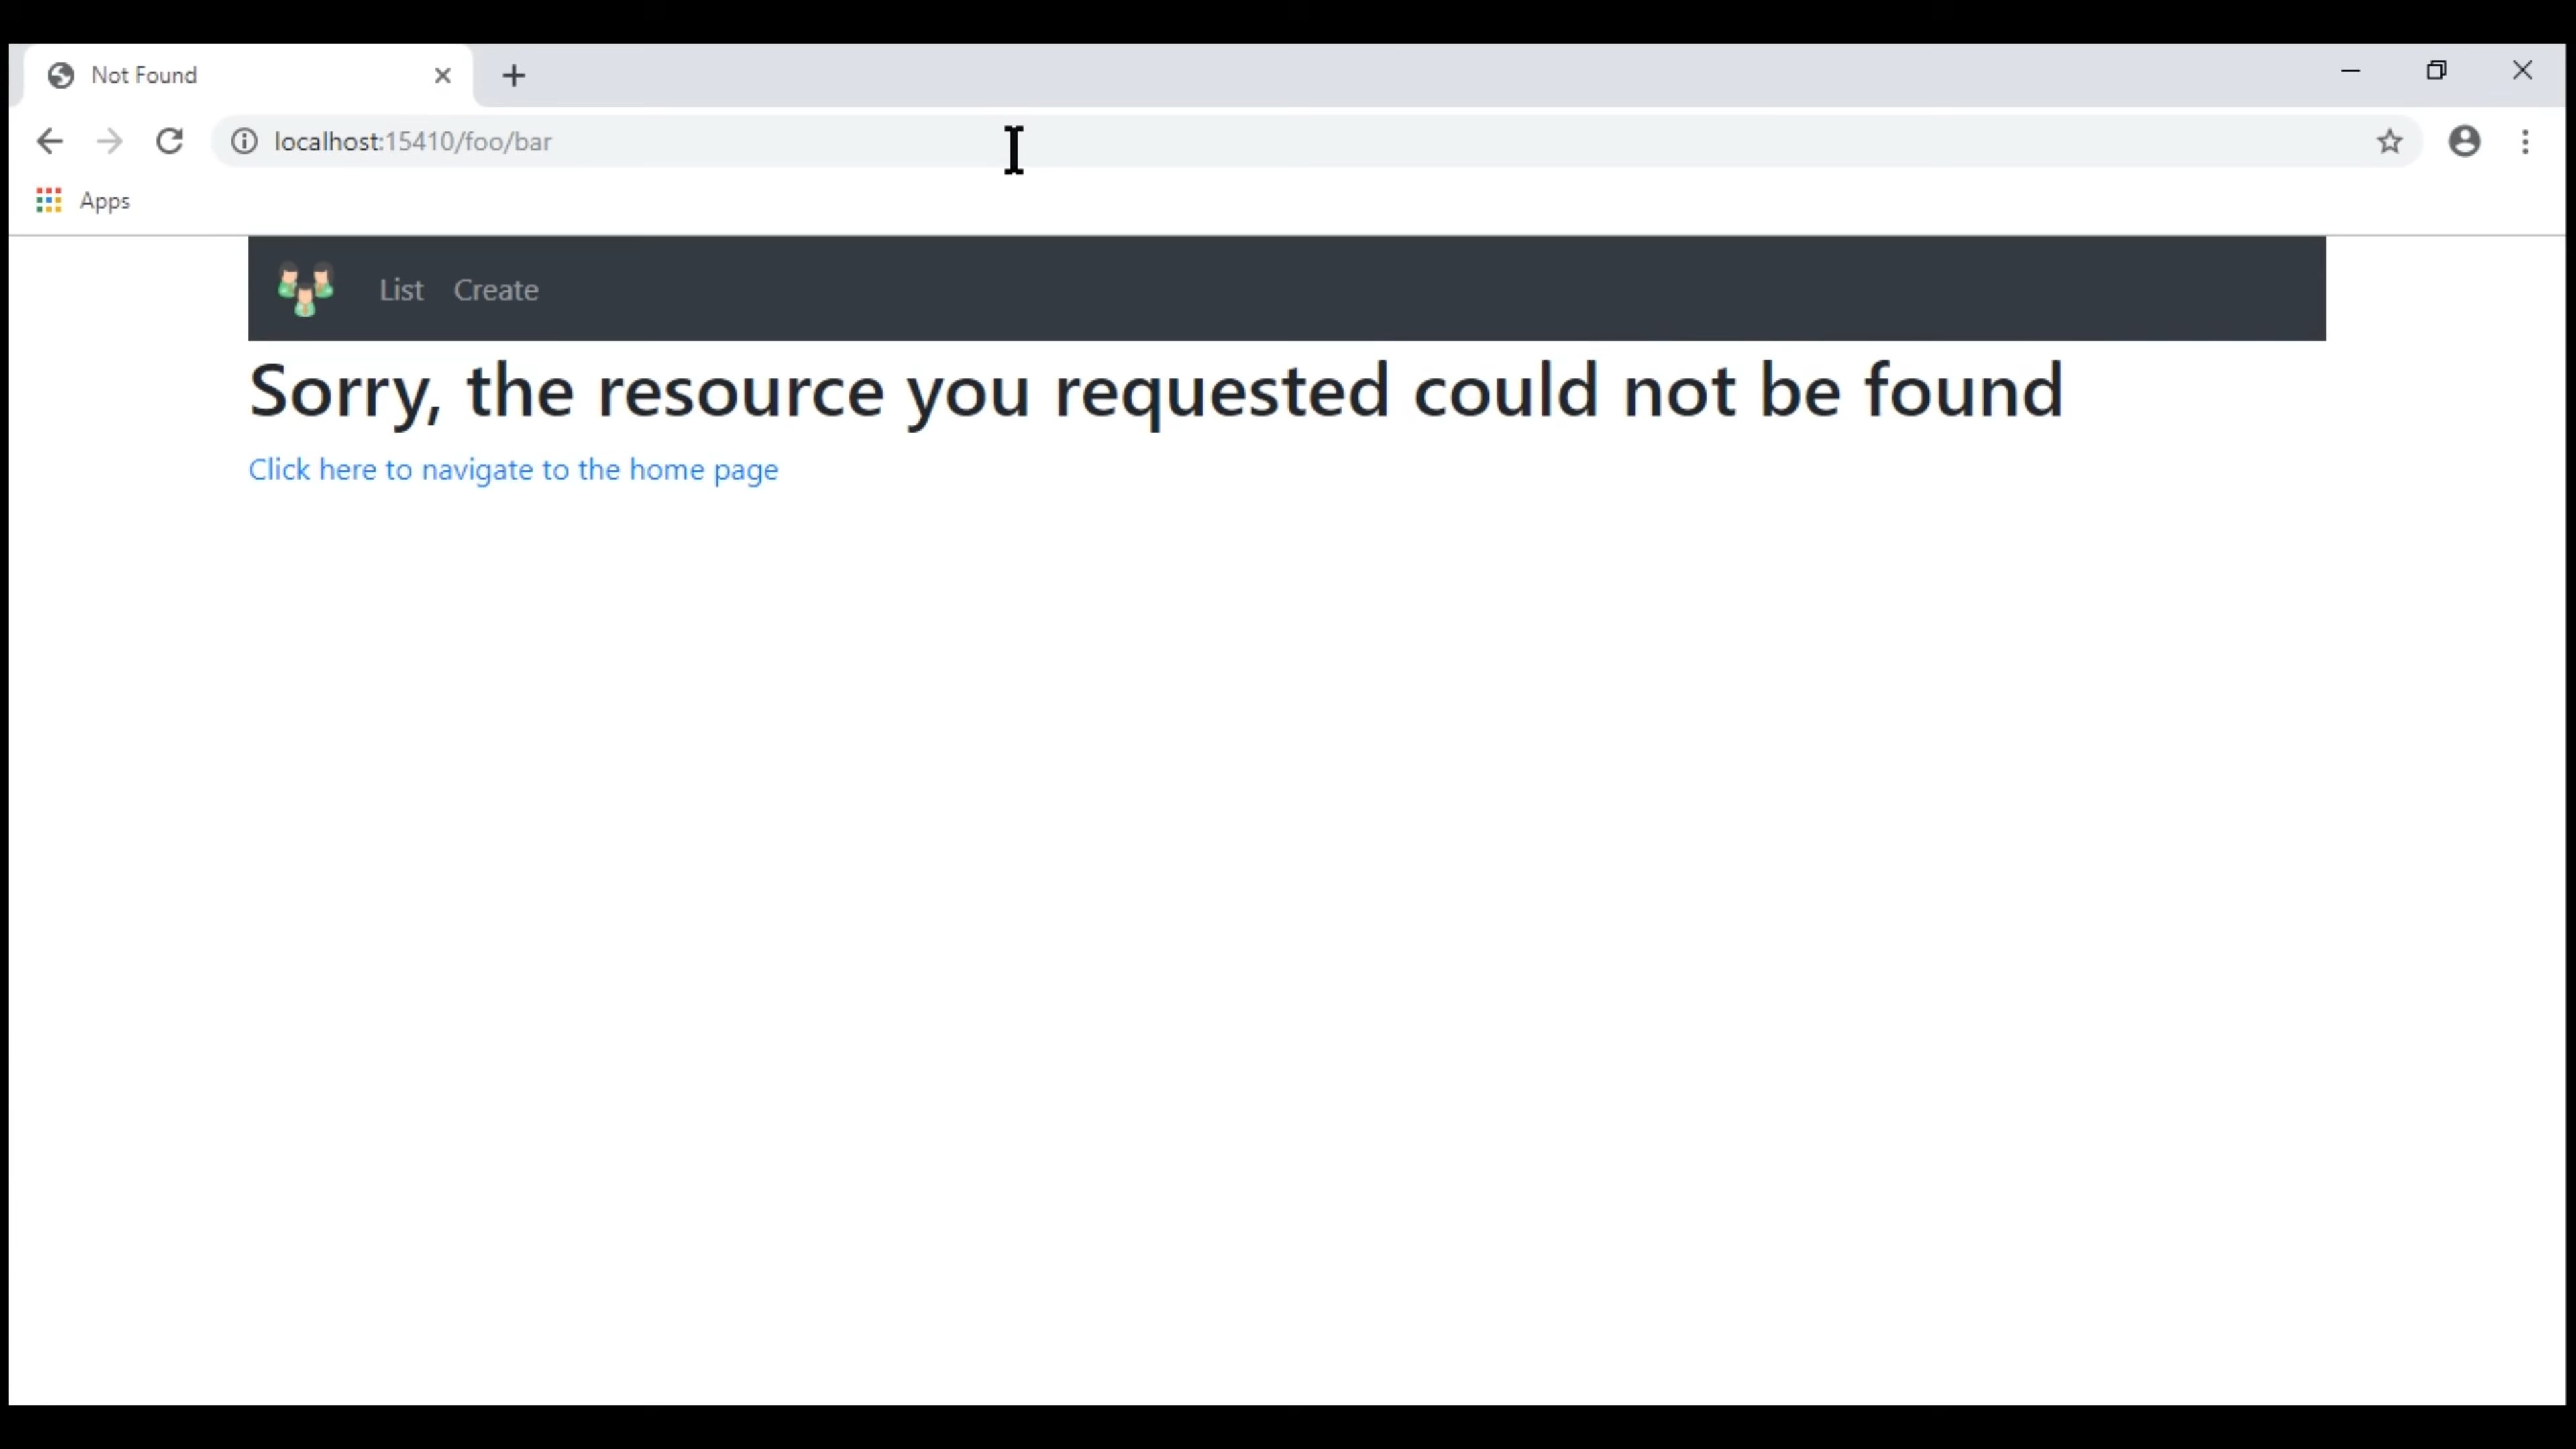 Not Found
localhost:15410/foo/bar
Apps
List Create
Sorry, the resource you requested could not be found
Click here to navigate to the home page